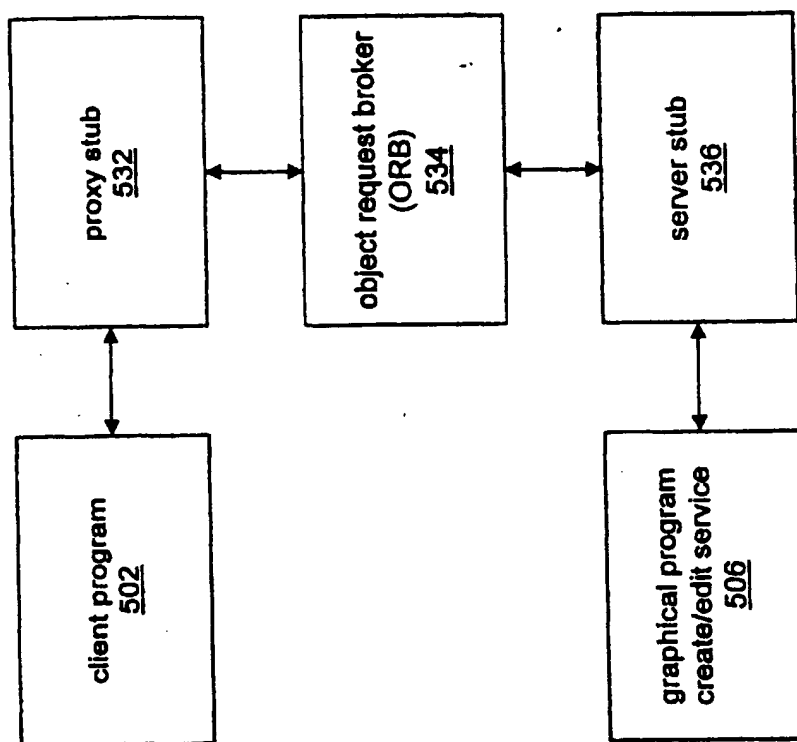 client program
502
proxy stub
532
object request broker
(ORB)
534
server stub
536
graphical program
create/edit service
506